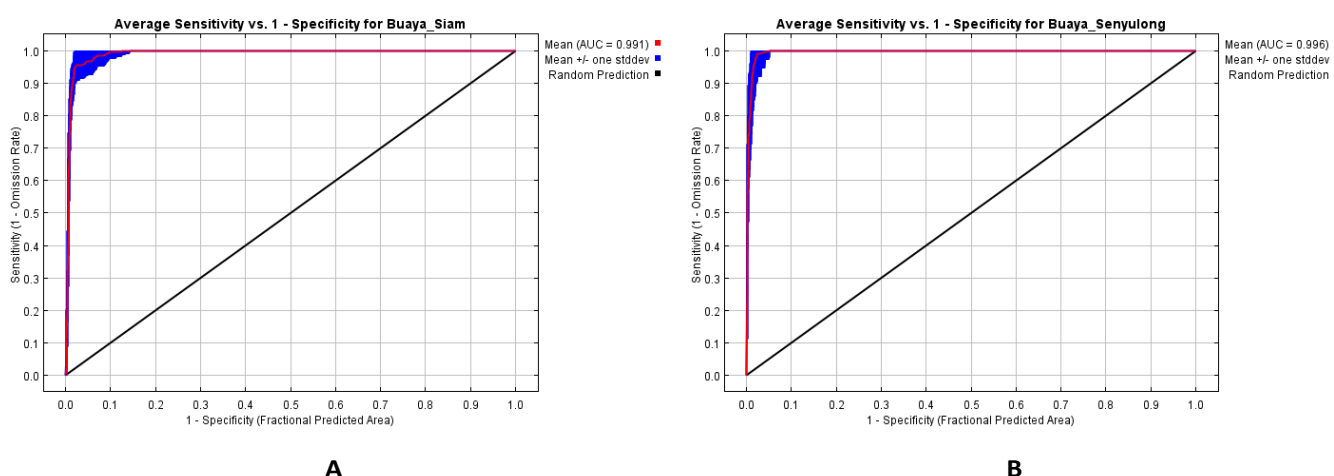 Average Sensitivity vs. 1 - Specificity for Buaya_Siam
Mean (AUC = 0.991)
Mean +/- one stddev
Random Prediction
Sensitivity (1 - Omission Rate)
1.0
0.9
0.8
0.7
0.6
0.5
0.4
0.3
0.2
0.1
0.0
0.0 0.1 0.2 0.3 0.4 0.5 0.6 0.7 0.8 0.9 1.0
1 - Specificity (Fractional Predicted Area)
A
Average Sensitivity vs. 1 - Specificity for Buaya_Senyulong
Mean (AUC = 0.996)
Mean +/- one stddev
Random Prediction
Sensitivity (1 - Omission Rate)
1.0
0.9
0.8
0.7
0.6
0.5
0.4
0.3
0.2
0.1
0.0
0.0 0.1 0.2 0.3 0.4 0.5 0.6 0.7 0.8 0.9 1.0
1 - Specificity (Fractional Predicted Area)
B